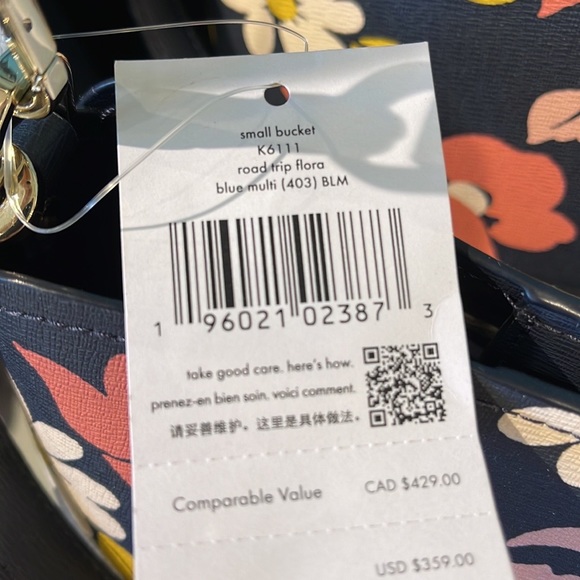 small bucket
K6111
road trip flora
blue multi (403) BLM
1 96021 02387 3
take good care. here's how.
prenez-en bien soin. voici comment.
请妥善维护。这里是具体做法。
Comparable Value CAD $429.00
USD $359.00